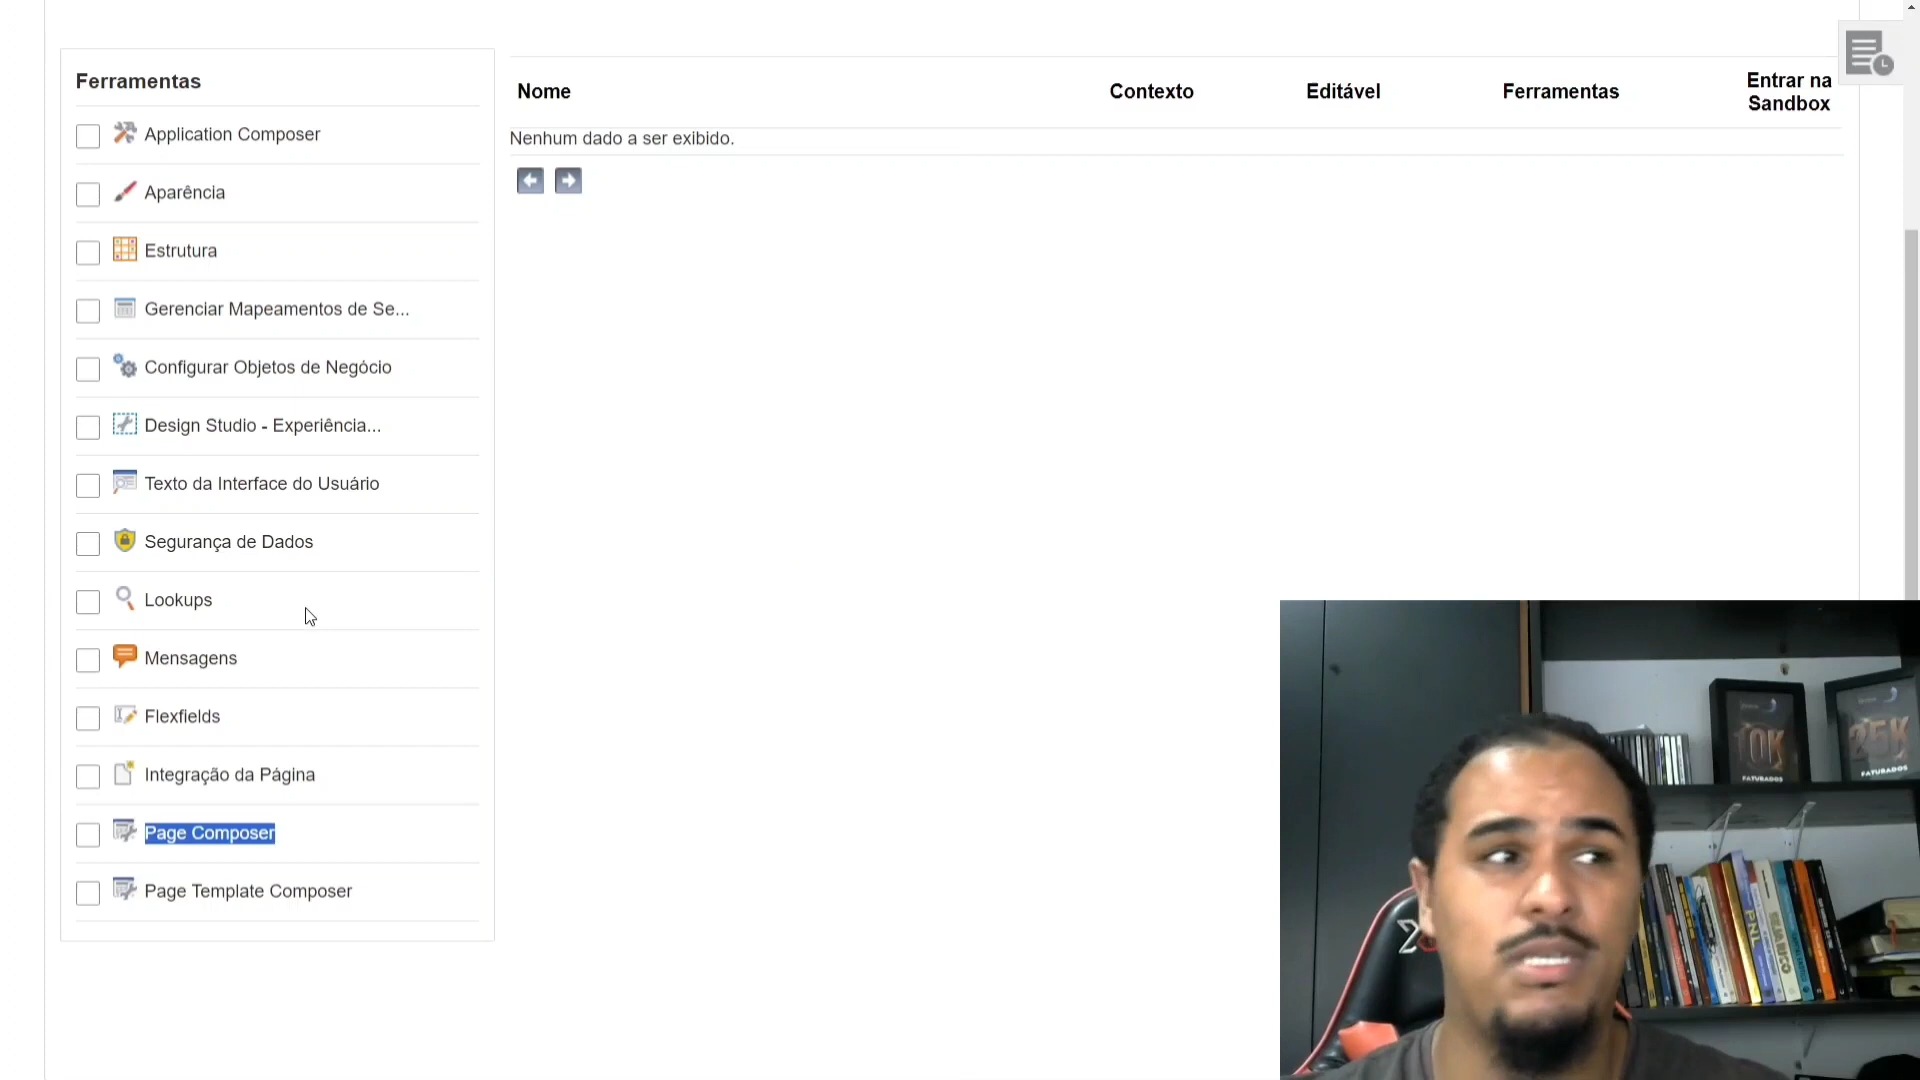 Ferramentas
Application Composer
Aparência
Estrutura
Gerenciar Mapeamentos de Se...
Configurar Objetos de Negócio
Design Studio - Experiência...
Texto da Interface do Usuário
Segurança de Dados
Lookups
Mensagens
Flexfields
Integração da Página
Page Composer
Page Template Composer
Nome
Contexto
Editável
Ferramentas
Entrar na
Sandbox
Nenhum dado a ser exibido.
10K
FATURADOS
25K
FATURADOS